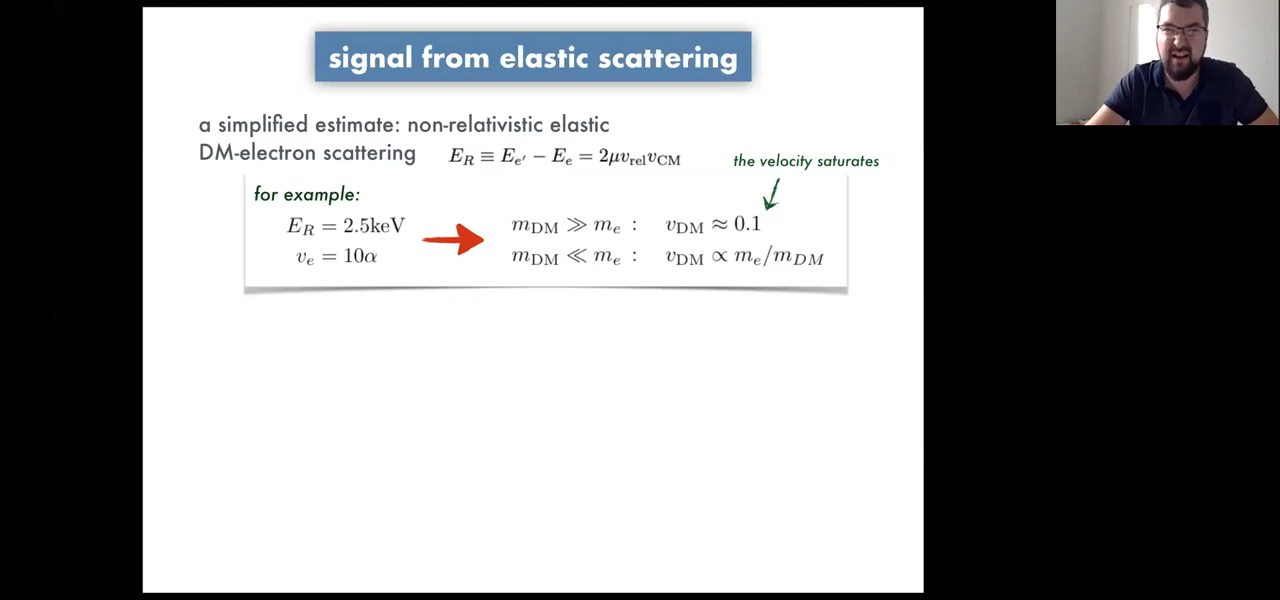 signal from elastic scattering
a simplified estimate: non-relativistic elastic
DM-electron scattering E_R ≡ E_{e'} − E_e = 2μv_rel v_CM
the velocity saturates
for example:
E_R = 2.5keV
v_e = 10α
m_DM ≫ m_e : v_DM ≈ 0.1
m_DM ≪ m_e : v_DM ∝ m_e/m_DM